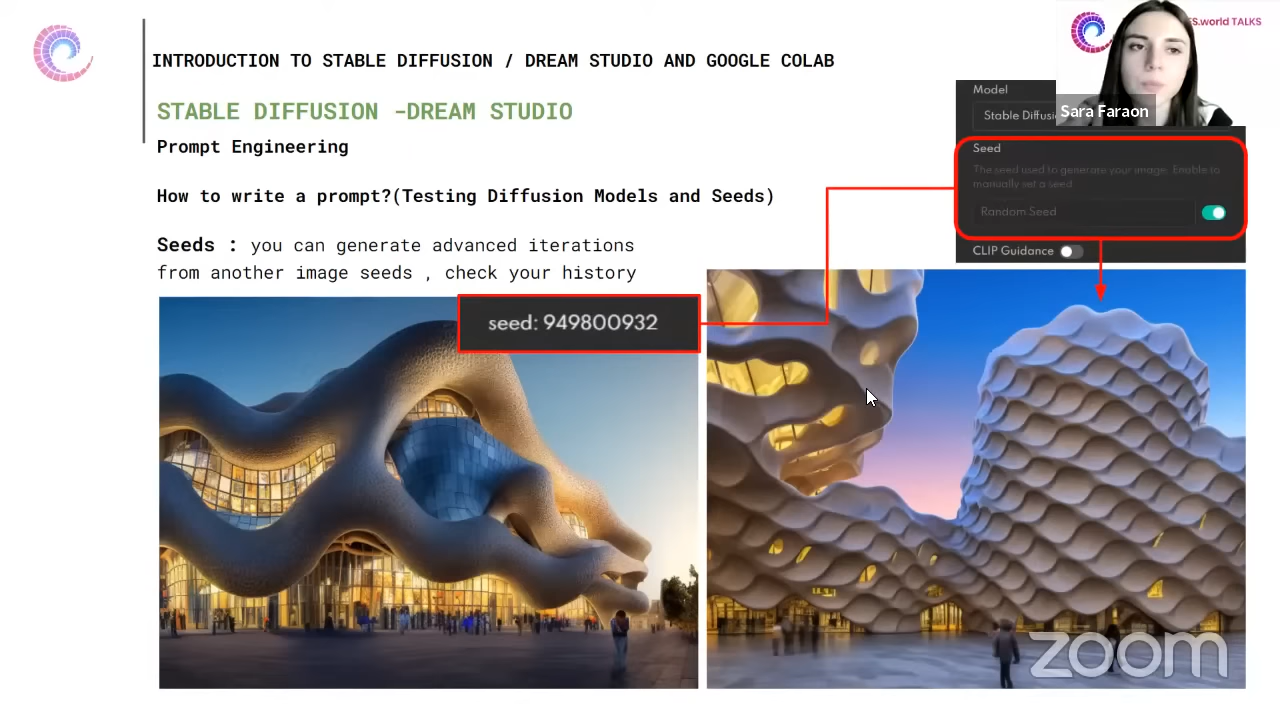 INTRODUCTION TO STABLE DIFFUSION / DREAM STUDIO AND GOOGLE COLAB
S.world TALKS
STABLE DIFFUSION -DREAM STUDIO
Prompt Engineering
How to write a prompt?(Testing Diffusion Models and Seeds)
Seeds : you can generate advanced iterations
from another image seeds , check your history
Model
Stable Diffusi
Sara Faraon
Seed
The seed used to generate your image. Enable to
manually set a seed.
Random Seed
CLIP Guidance
seed: 949800932
zoom